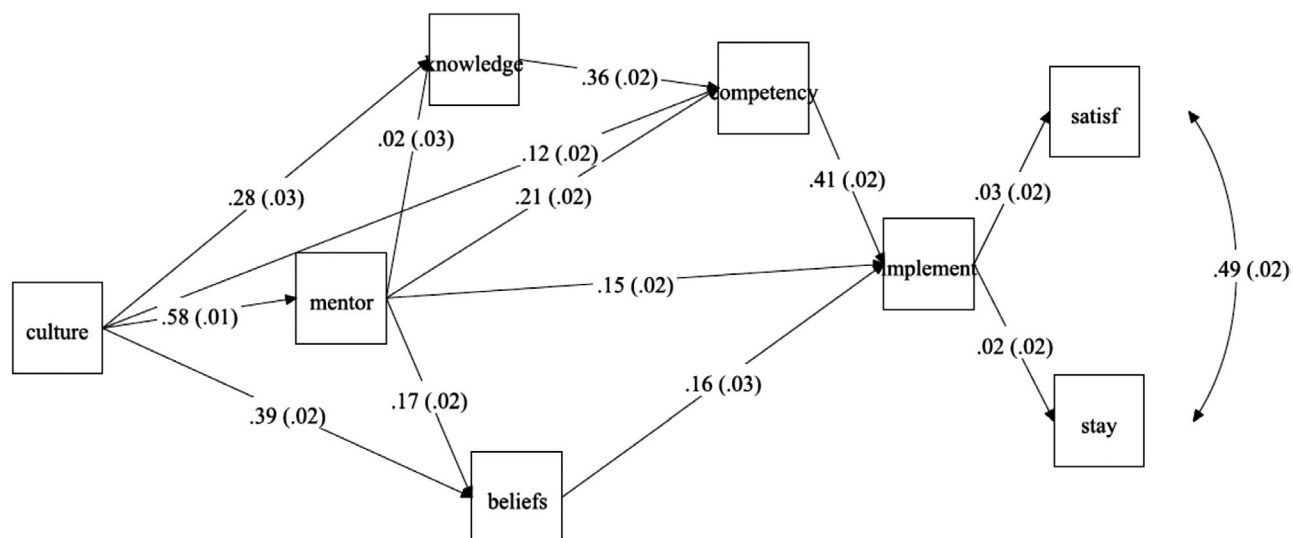 knowledge
.36 (.02)
competency
satisf
.02 (.03)
.12 (.02)
.28 (.03)
.21 (.02)
.41 (.02)
.03 (.02)
culture
.58 (.01)
mentor
.15 (.02)
implement
.49 (.02)
.39 (.02)
.17 (.02)
.16 (.03)
.02 (.02)
stay
beliefs